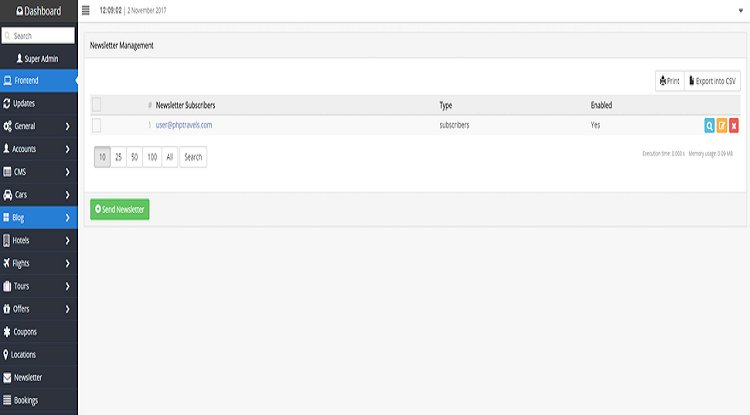 Dashboard
12:09:02 | 2 November 2017
Search
Super Admin
Frontend
Updates
General
Accounts
CMS
Cars
Blog
Hotels
Flights
Tours
Offers
Coupons
Locations
Newsletter
Bookings
Newsletter Management
Print Export into CSV
# Newsletter Subscribers Type Enabled
1 user@phptravels.com subscribers Yes
10 25 50 100 All Search
Execution time: 0.003 s Memory usage: 0.09 MB
Send Newsletter